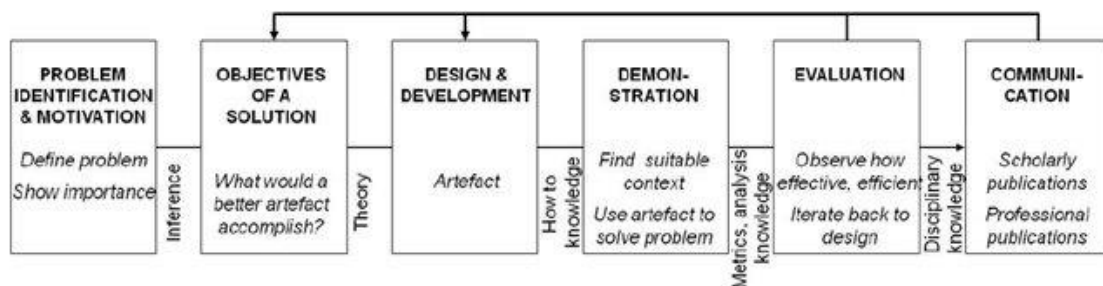 PROBLEM
IDENTIFICATION
& MOTIVATION
Define problem
Show importance
Inference
OBJECTIVES
OF A
SOLUTION
What would a
better artefact
accomplish?
Theory
DESIGN &
DEVELOPMENT
Artefact
How to
knowledge
DEMON-
STRATION
Find suitable
context
Use artefact to
solve problem
Metrics, analysis
knowledge
EVALUATION
Observe how
effective, efficient
Iterate back to
design
Disciplinary
knowledge
COMMUNI-
CATION
Scholarly
publications
Professional
publications